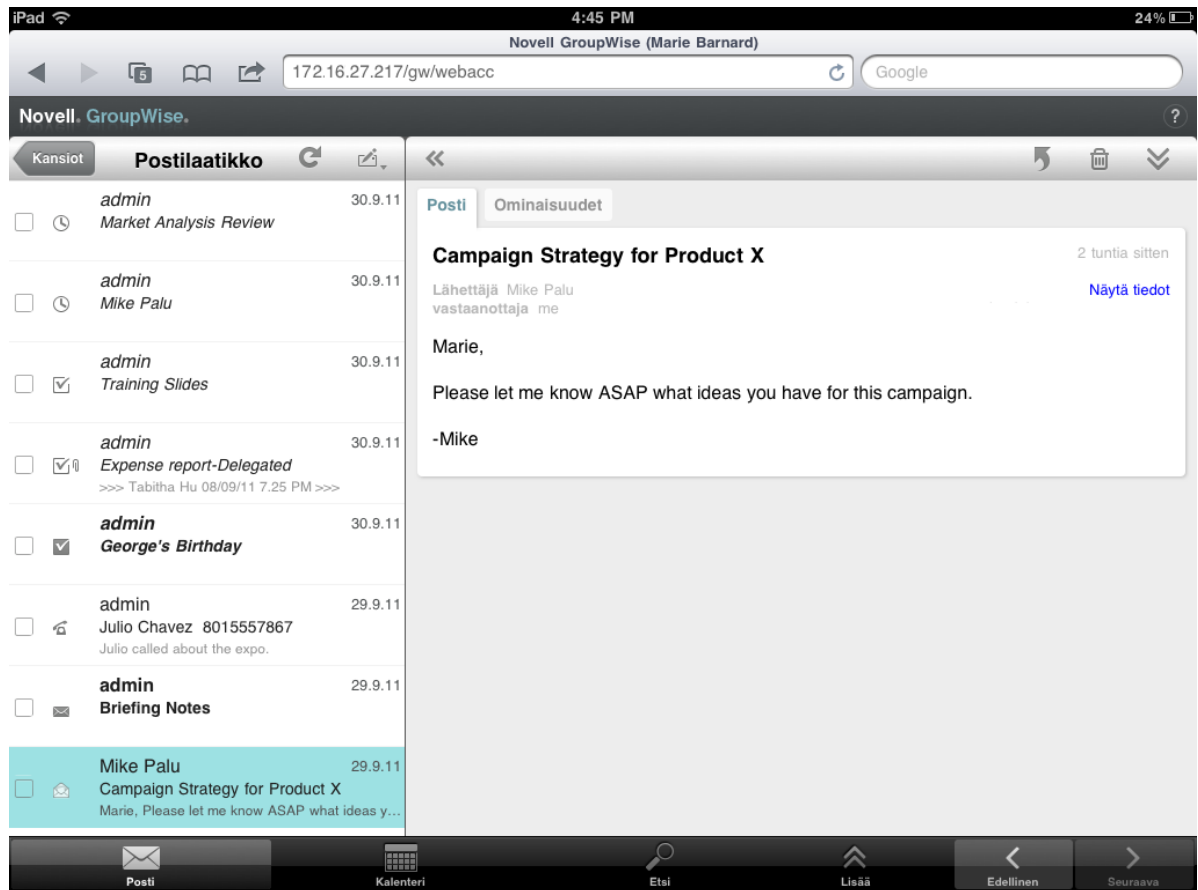 iPad 4:45 PM 24%
Novell GroupWise (Marie Barnard)
5 172.16.27.217/gw/webacc Google
Novell. GroupWise. ?
Kansiot Postilaatikko
admin 30.9.11
Market Analysis Review
admin 30.9.11
Mike Palu
admin 30.9.11
Training Slides
admin 30.9.11
Expense report-Delegated
>>> Tabitha Hu 08/09/11 7.25 PM >>>
admin 30.9.11
George's Birthday
admin 29.9.11
Julio Chavez 8015557867
Julio called about the expo.
admin 29.9.11
Briefing Notes
Mike Palu 29.9.11
Campaign Strategy for Product X
Marie, Please let me know ASAP what ideas y...
Posti Ominaisuudet
Campaign Strategy for Product X 2 tuntia sitten
Lähettäjä Mike Palu Näytä tiedot
vastaanottaja me
Marie,
Please let me know ASAP what ideas you have for this campaign.
-Mike
Posti Kalenteri Etsi Lisää Edellinen Seuraava